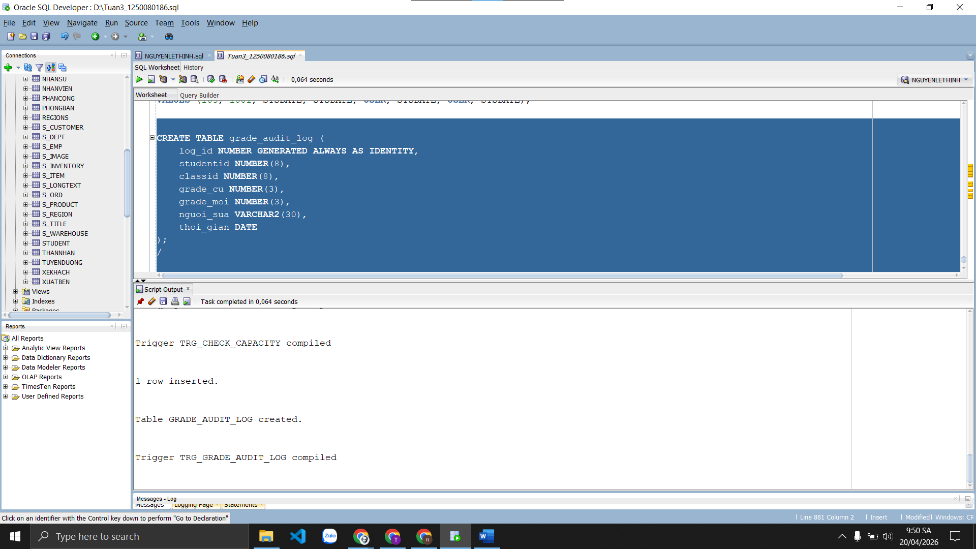 Oracle SQL Developer : D:\Tuan3_1250080186.sql
File Edit View Navigate Run Source Team Tools Window Help
Connections
NGUYENLETHINH.sql
Tuan3_1250080186.sql
SQL Worksheet History
0,064 seconds
NGUYENLETHINH
Worksheet Query Builder
NHANSU
NHANVIEN
PHANCONG
PHONGBAN
REGIONS
S_CUSTOMER
S_DEPT
S_EMP
S_IMAGE
S_INVENTORY
S_ITEM
S_LONGTEXT
S_ORD
S_PRODUCT
S_REGION
S_TITLE
S_WAREHOUSE
STUDENT
THANNHAN
TUYENDUONG
XEKHACH
XUATBEN
Views
Indexes
CREATE TABLE grade_audit_log (
log_id NUMBER GENERATED ALWAYS AS IDENTITY,
studentid NUMBER(8),
classid NUMBER(8),
grade_cu NUMBER(3),
grade_moi NUMBER(3),
nguoi_sua VARCHAR2(30),
thoi_gian DATE
);
/
Reports
All Reports
Analytic View Reports
Data Dictionary Reports
Data Modeler Reports
OLAP Reports
TimesTen Reports
User Defined Reports
Script Output
Task completed in 0,064 seconds
Trigger TRG_CHECK_CAPACITY compiled
1 row inserted.
Table GRADE_AUDIT_LOG created.
Trigger TRG_GRADE_AUDIT_LOG compiled
Messages - Log
Messages Logging Page Statements
Click on an identifier with the Control key down to perform "Go to Declaration"
Line 881 Column 2 Insert Modified Windows: CR
Type here to search
Zalo
9:50 SA
20/04/2026